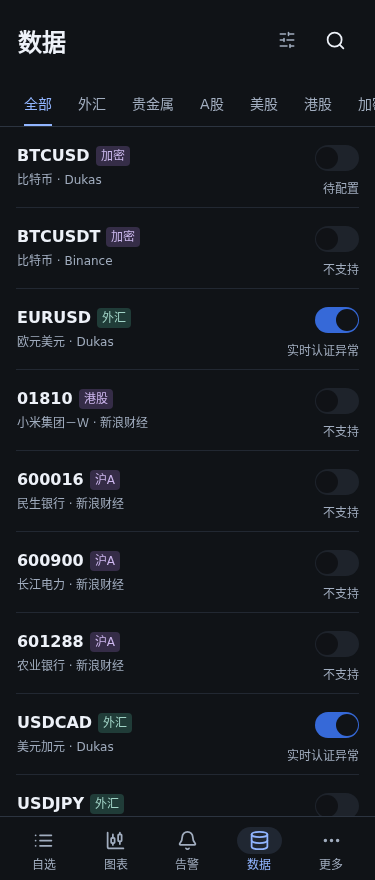 数据
全部 外汇 贵金属 A股 美股 港股
BTCUSD 加密
比特币 · Dukas
待配置
BTCUSDT 加密
比特币 · Binance
不支持
EURUSD 外汇
欧元美元 · Dukas
实时认证异常
01810 港股
小米集团－W · 新浪财经
不支持
600016 沪A
民生银行 · 新浪财经
不支持
600900 沪A
长江电力 · 新浪财经
不支持
601288 沪A
农业银行 · 新浪财经
不支持
USDCAD 外汇
美元加元 · Dukas
实时认证异常
USDJPY 外汇
自选 图表 告警 数据 更多